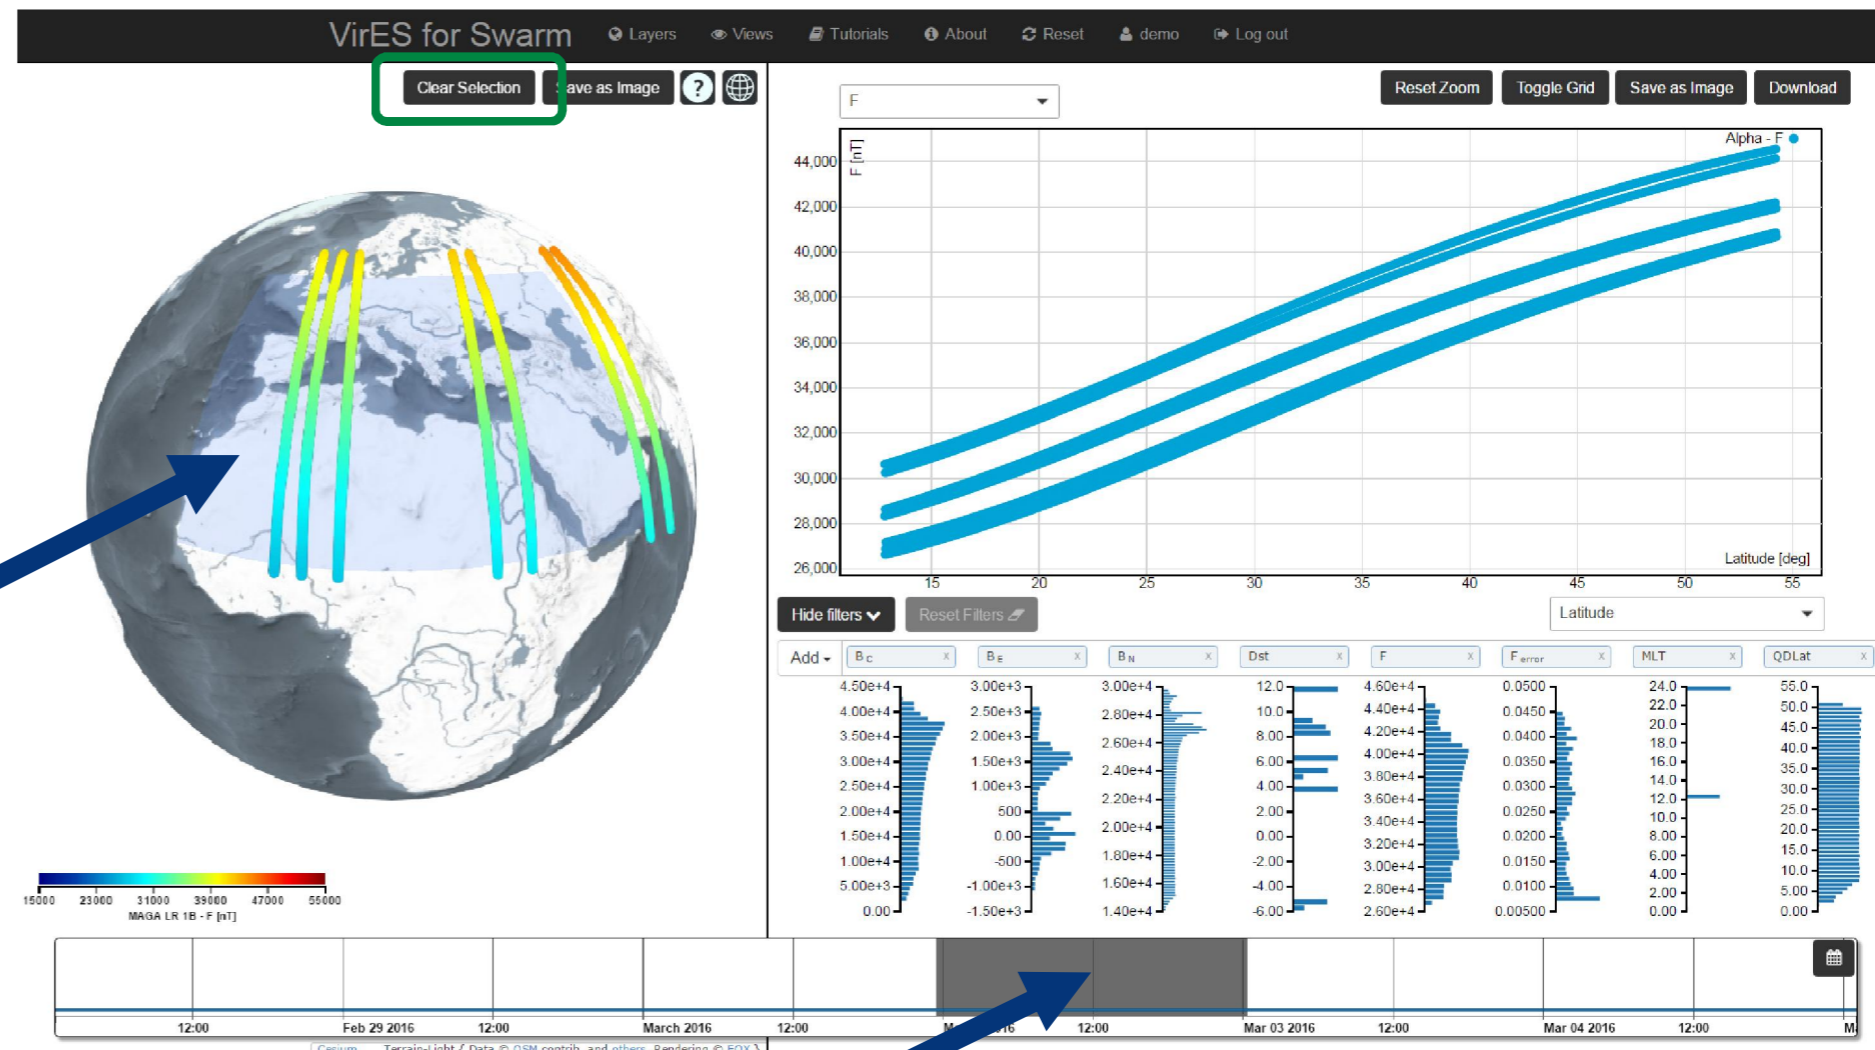 VirES for Swarm Layers Views Tutorials About Reset demo Log out
Clear Selection Save as Image ?
F
Reset Zoom Toggle Grid Save as Image Download
Alpha - F
F [nT]
44,000
42,000
40,000
38,000
36,000
34,000
32,000
30,000
28,000
26,000
Latitude [deg]
15 20 25 30 35 40 45 50 55
Hide filters Reset Filters Latitude
Add B C x B E x B N x Dst x F x F error x MLT x QDLat x
4.50e+4
4.00e+4
3.50e+4
3.00e+4
2.50e+4
2.00e+4
1.50e+4
1.00e+4
5.00e+3
0.00
3.00e+3
2.50e+3
2.00e+3
1.50e+3
1.00e+3
500
0.00
-500
-1.00e+3
-1.50e+3
3.00e+4
2.80e+4
2.60e+4
2.40e+4
2.20e+4
2.00e+4
1.80e+4
1.60e+4
1.40e+4
12.0
10.0
8.00
6.00
4.00
2.00
0.00
-2.00
-4.00
-6.00
4.60e+4
4.40e+4
4.20e+4
4.00e+4
3.80e+4
3.60e+4
3.40e+4
3.20e+4
3.00e+4
2.80e+4
2.60e+4
0.0500
0.0450
0.0400
0.0350
0.0300
0.0250
0.0200
0.0150
0.0100
0.00500
24.0
22.0
20.0
18.0
16.0
14.0
12.0
10.0
8.00
6.00
4.00
2.00
0.00
55.0
50.0
45.0
40.0
35.0
30.0
25.0
20.0
15.0
10.0
5.00
0.00
15000 23000 31000 39000 47000 55000
MAGA LR 1B - F [nT]
12:00 Feb 29 2016 12:00 March 2016 12:00 12:00 Mar 03 2016 12:00 Mar 04 2016 12:00
Cesium Terrain-Light { Data © OSM contrib. and others, Rendering © EOX }